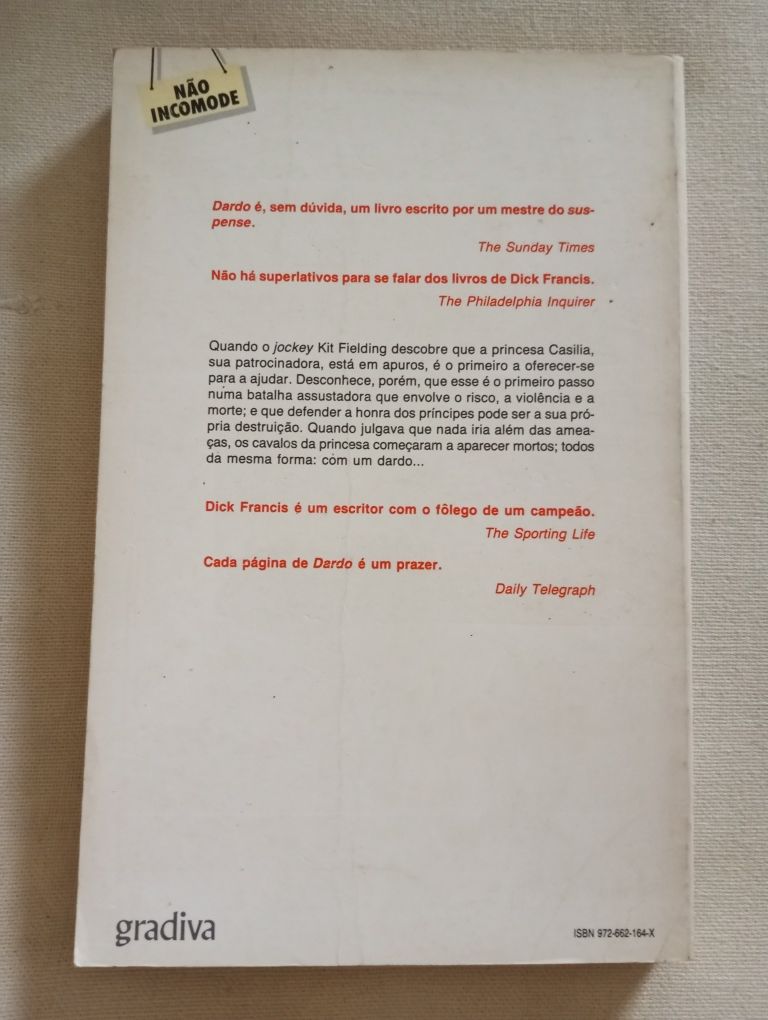 NÃO
INCOMODE
Dardo é, sem dúvida, um livro escrito por um mestre do sus-
pense.
The Sunday Times
Não há superlativos para se falar dos livros de Dick Francis.
The Philadelphia Inquirer
Quando o jockey Kit Fielding descobre que a princesa Casilia,
sua patrocinadora, está em apuros, é o primeiro a oferecer-se
para a ajudar. Desconhece, porém, que esse é o primeiro passo
numa batalha assustadora que envolve o risco, a violência e a
morte; e que defender a honra dos príncipes pode ser a sua pró-
pria destruição. Quando julgava que nada iria além das amea-
ças, os cavalos da princesa começaram a aparecer mortos; todos
da mesma forma: com um dardo...
Dick Francis é um escritor com o fôlego de um campeão.
The Sporting Life
Cada página de Dardo é um prazer.
Daily Telegraph
gradiva
ISBN 972-662-164-X